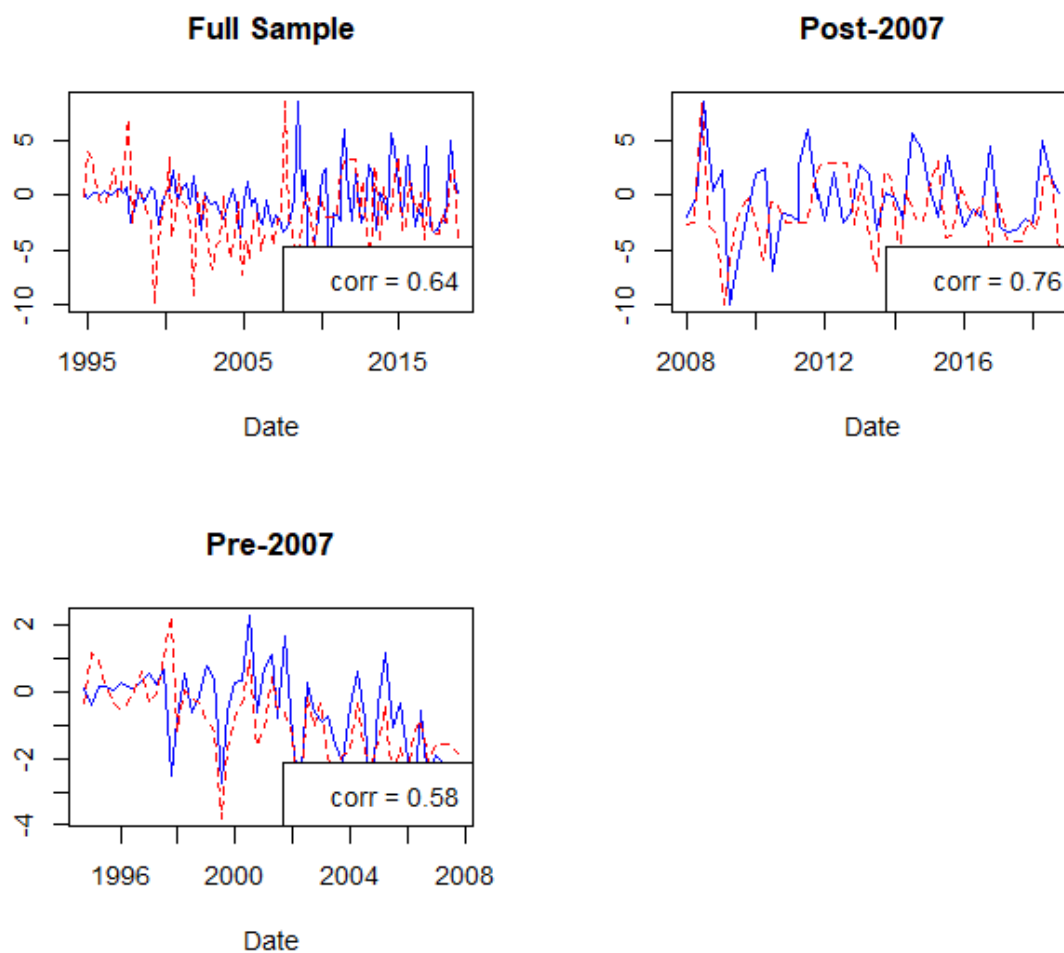 Full Sample
5
0
-5
-10
corr = 0.64
1995
2005
2015
Date
Post-2007
5
0
-5
-10
corr = 0.76
2008
2012
2016
Date
Pre-2007
2
0
-2
-4
corr = 0.58
1996
2000
2004
2008
Date